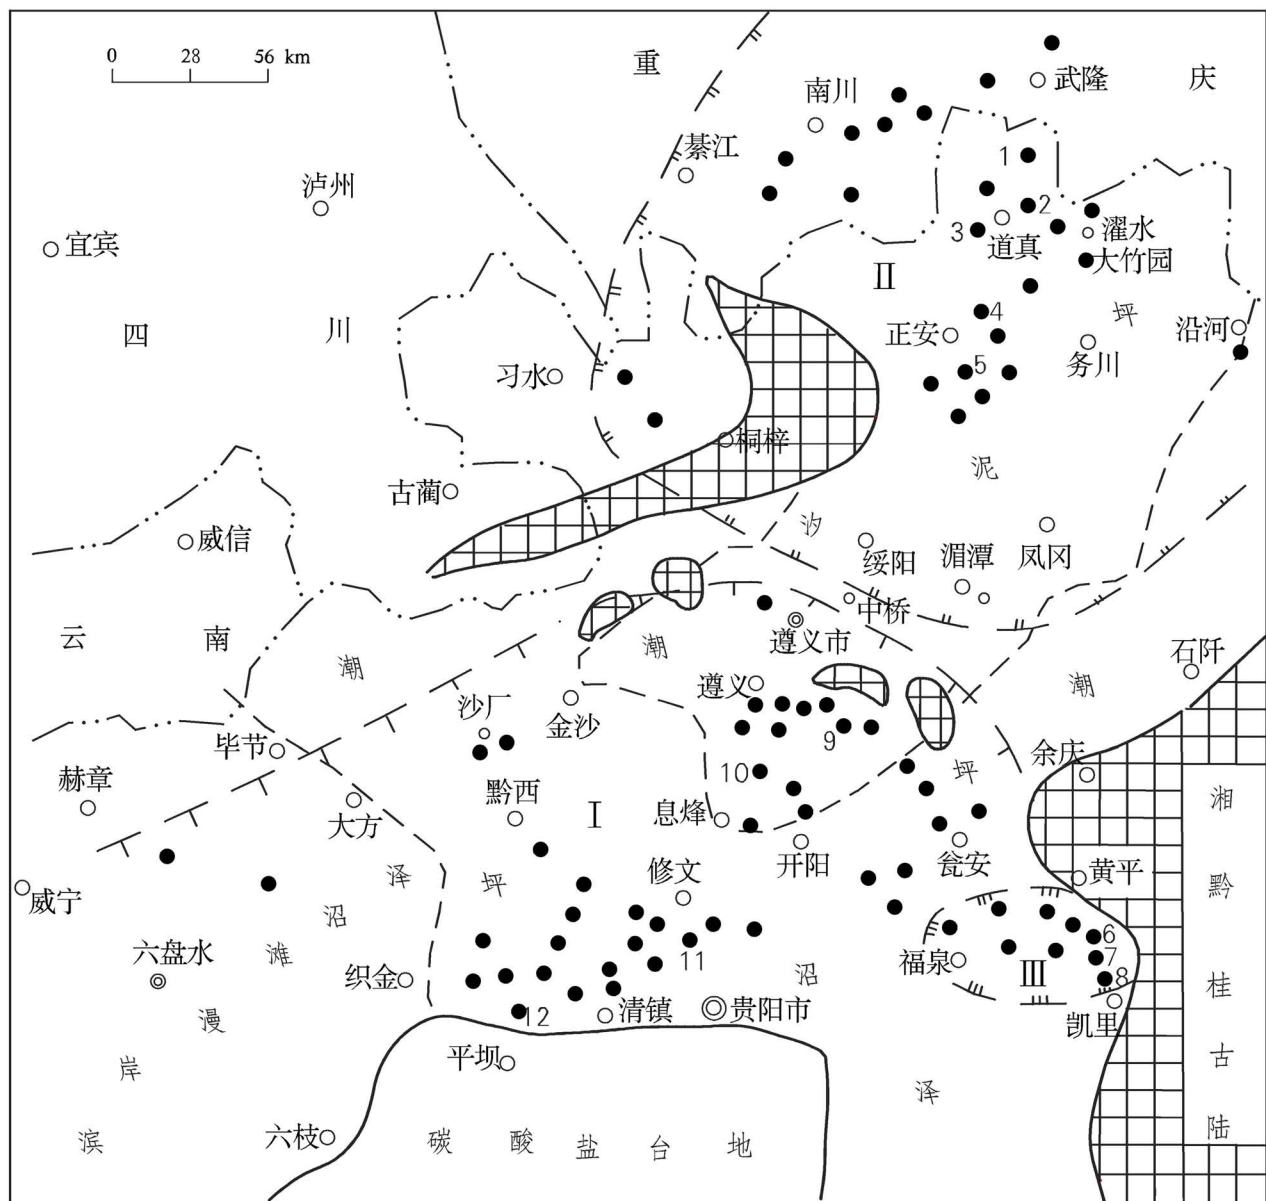 0 28 56 km
重 庆
武隆
南川
綦江
1
泸州
2
濯水
3
道真
宜宾
大竹园
Ⅱ
四 川
4
坪
正安
沿河
务川
习水
5
桐梓
泥
古蔺
汐
威信
绥阳
湄潭
凤冈
中桥
云 南
遵义市
潮
潮
石阡
遵义
潮
沙厂
金沙
9
毕节
余庆
赫章
10
坪
黔西
湘
Ⅰ
息烽
大方
开阳
瓮安
修文
黄平
泽
坪
黔
威宁
沼
6
六盘水
滩
11
7
织金
沼
福泉
Ⅲ
8
桂
12
清镇
贵阳市
漫
凯里
平坝
古
岸
泽
六枝
滨
碳 酸 盐 台 地
陆